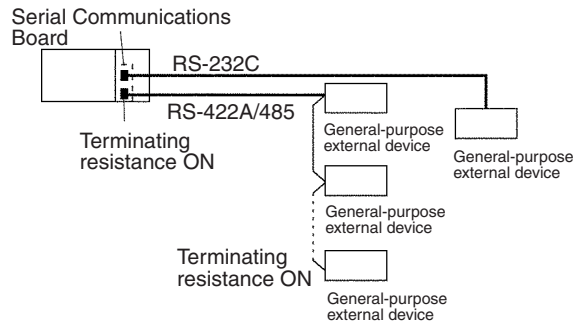 Serial Communications
Board
RS-232C
RS-422A/485
Terminating
resistance ON
General-purpose
external device
General-purpose
external device
General-purpose
external device
Terminating
resistance ON
General-purpose
external device